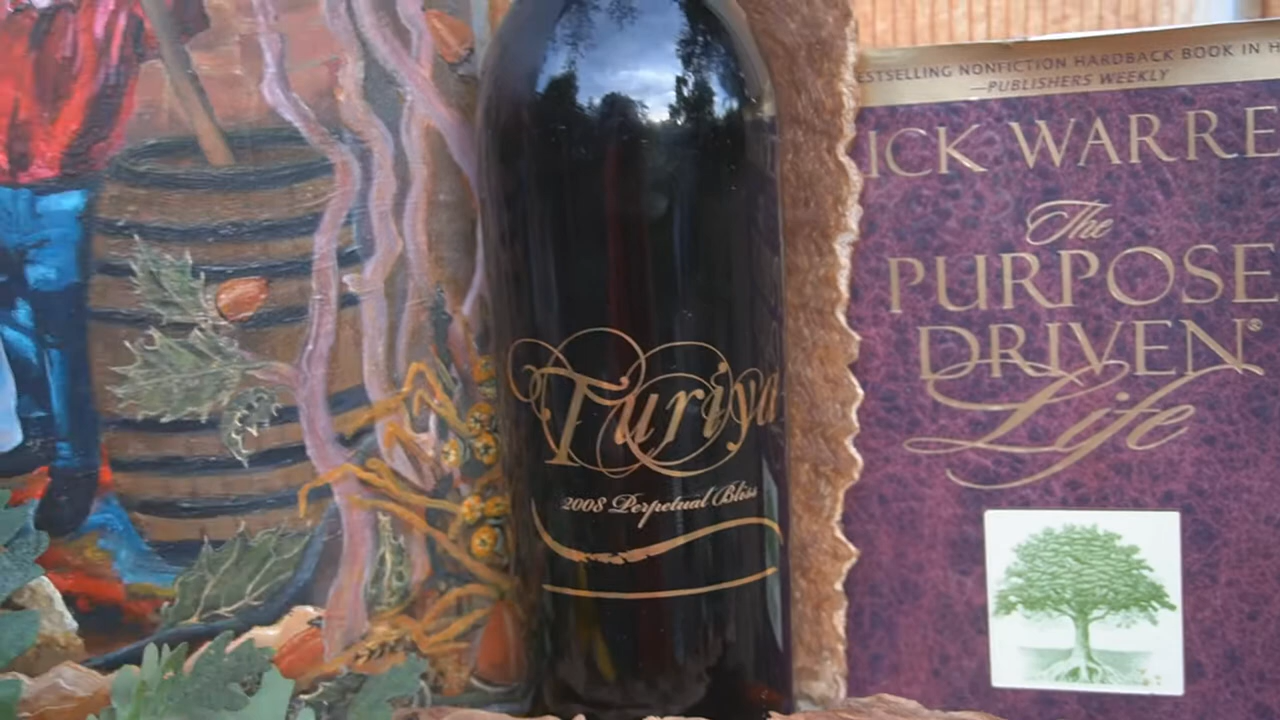 Turiya
2008 Perpetual Bliss
ESTSELLING NONFICTION HARDBACK BOOK IN H
—PUBLISHERS WEEKLY
ICK WARRE
The
PURPOSE
DRIVEN®
Life